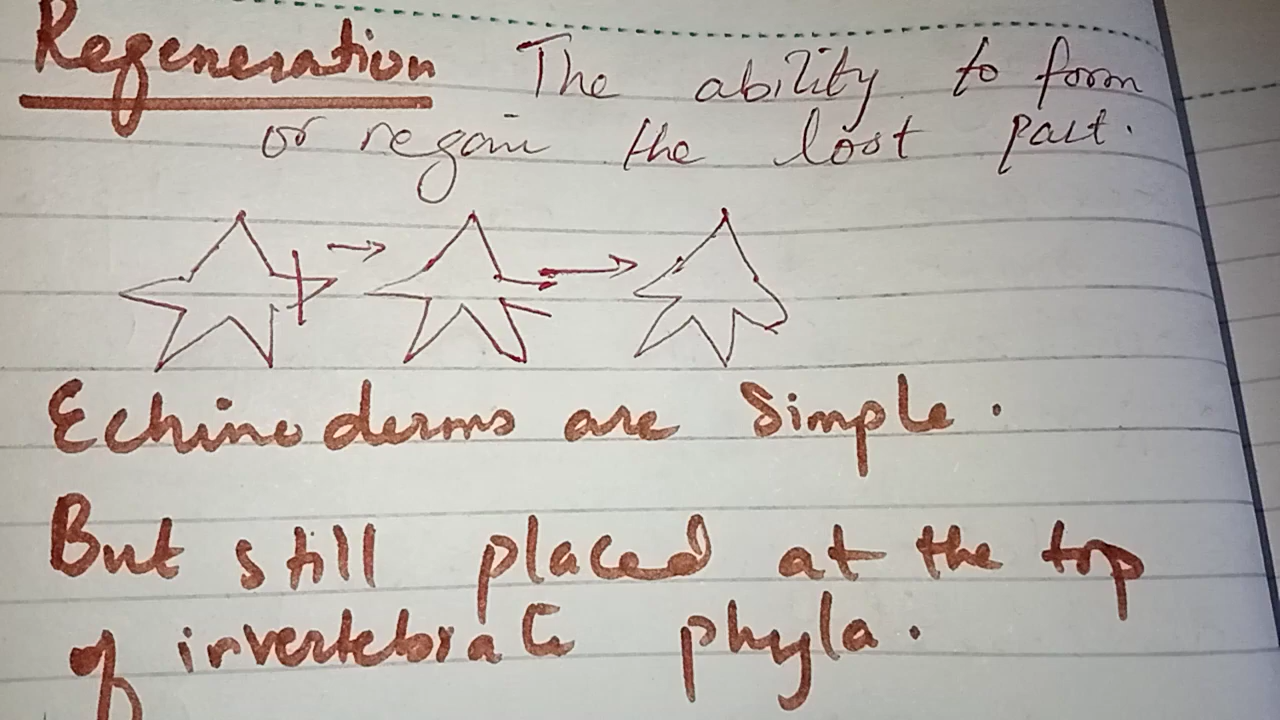 Regeneration The ability to form
or regain the lost part.
Echinoderms are Simple.
But still placed at the top
of invertebrate phyla.